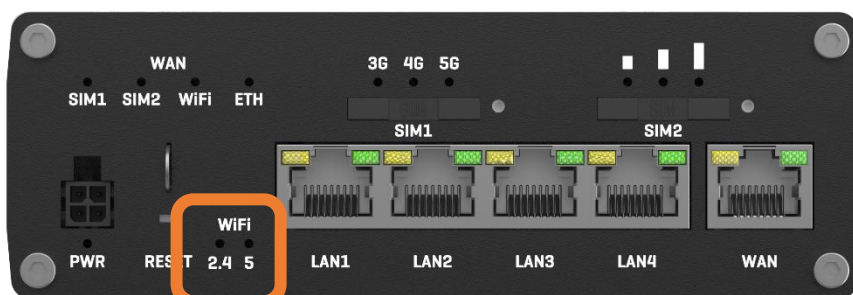 WAN
SIM1 SIM2 WiFi ETH
3G 4G 5G
SIM1
SIM2
WiFi
PWR RESET 2.4 5 LAN1 LAN2 LAN3 LAN4 WAN